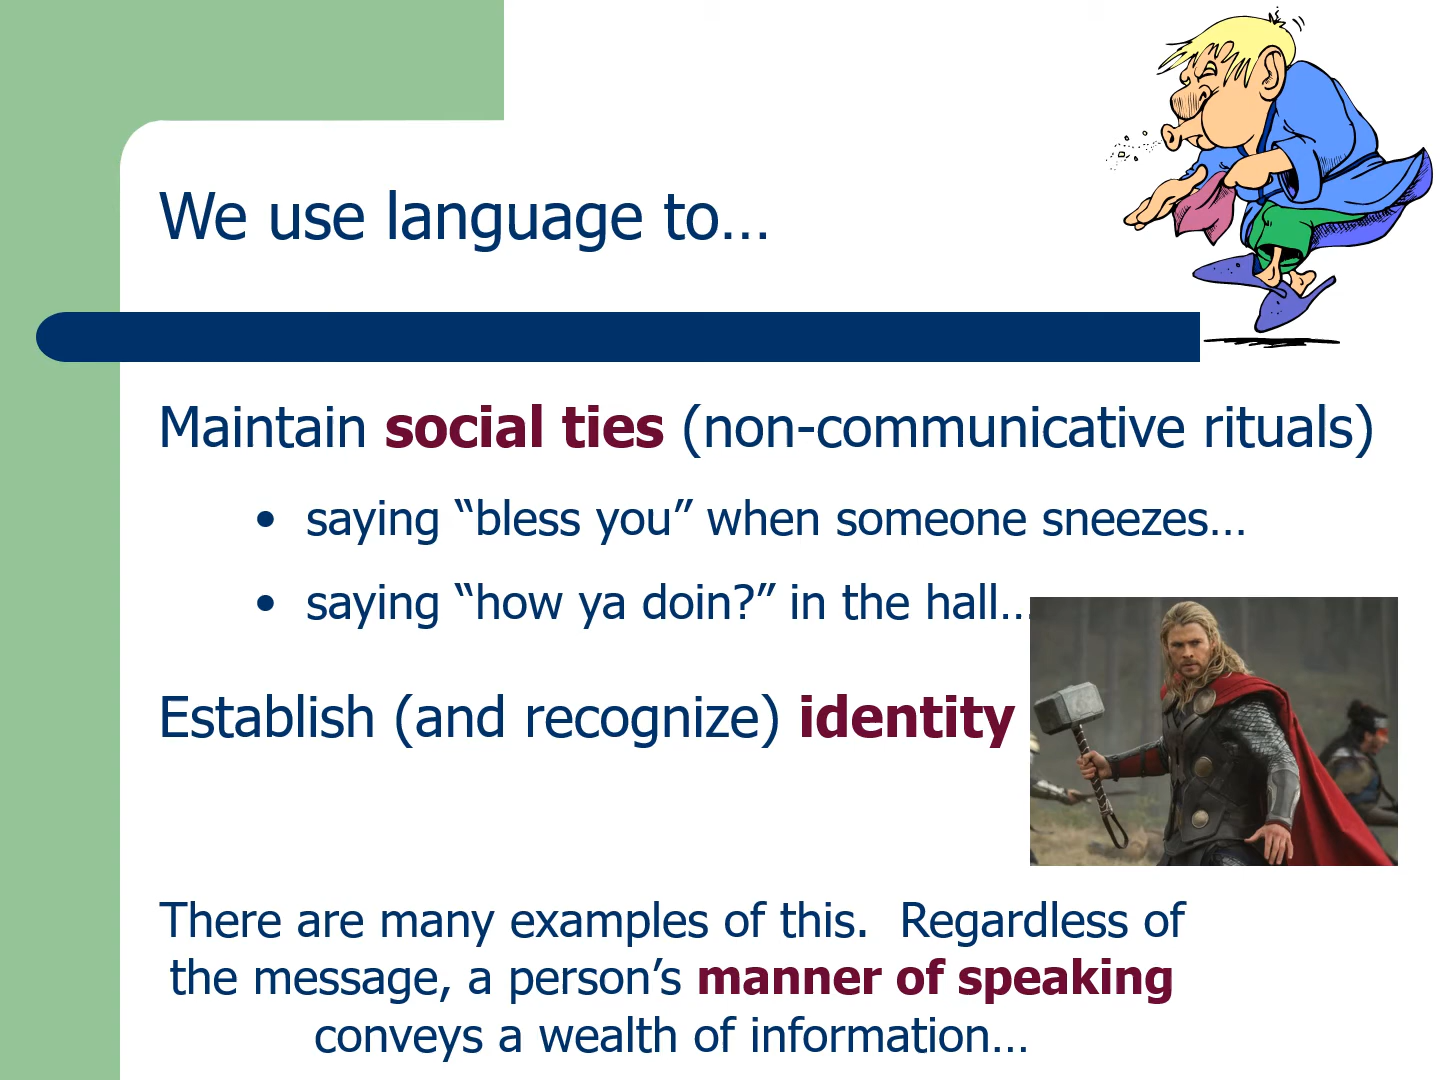 We use language to…
Maintain social ties (non-communicative rituals)
• saying “bless you” when someone sneezes…
• saying “how ya doin?” in the hall…
Establish (and recognize) identity
There are many examples of this.  Regardless of
the message, a person’s manner of speaking
conveys a wealth of information…